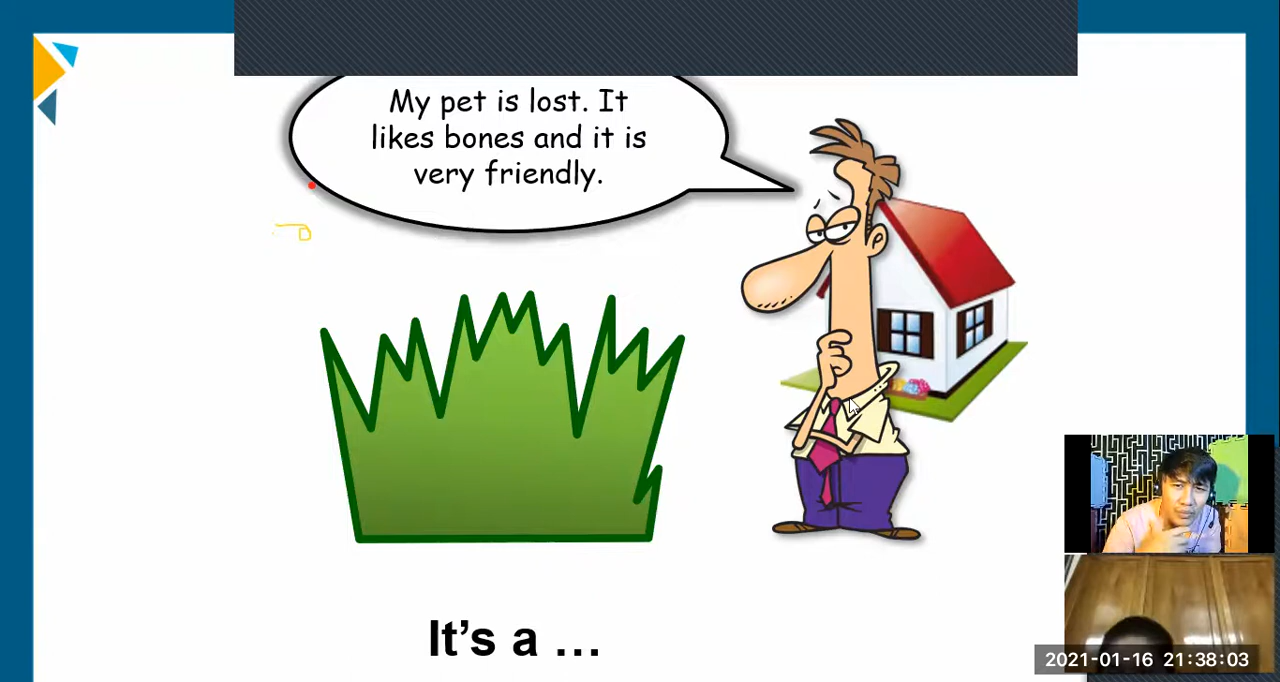 My pet is lost. It
likes bones and it is
very friendly.
It's a ...
2021-01-16 21:38:03